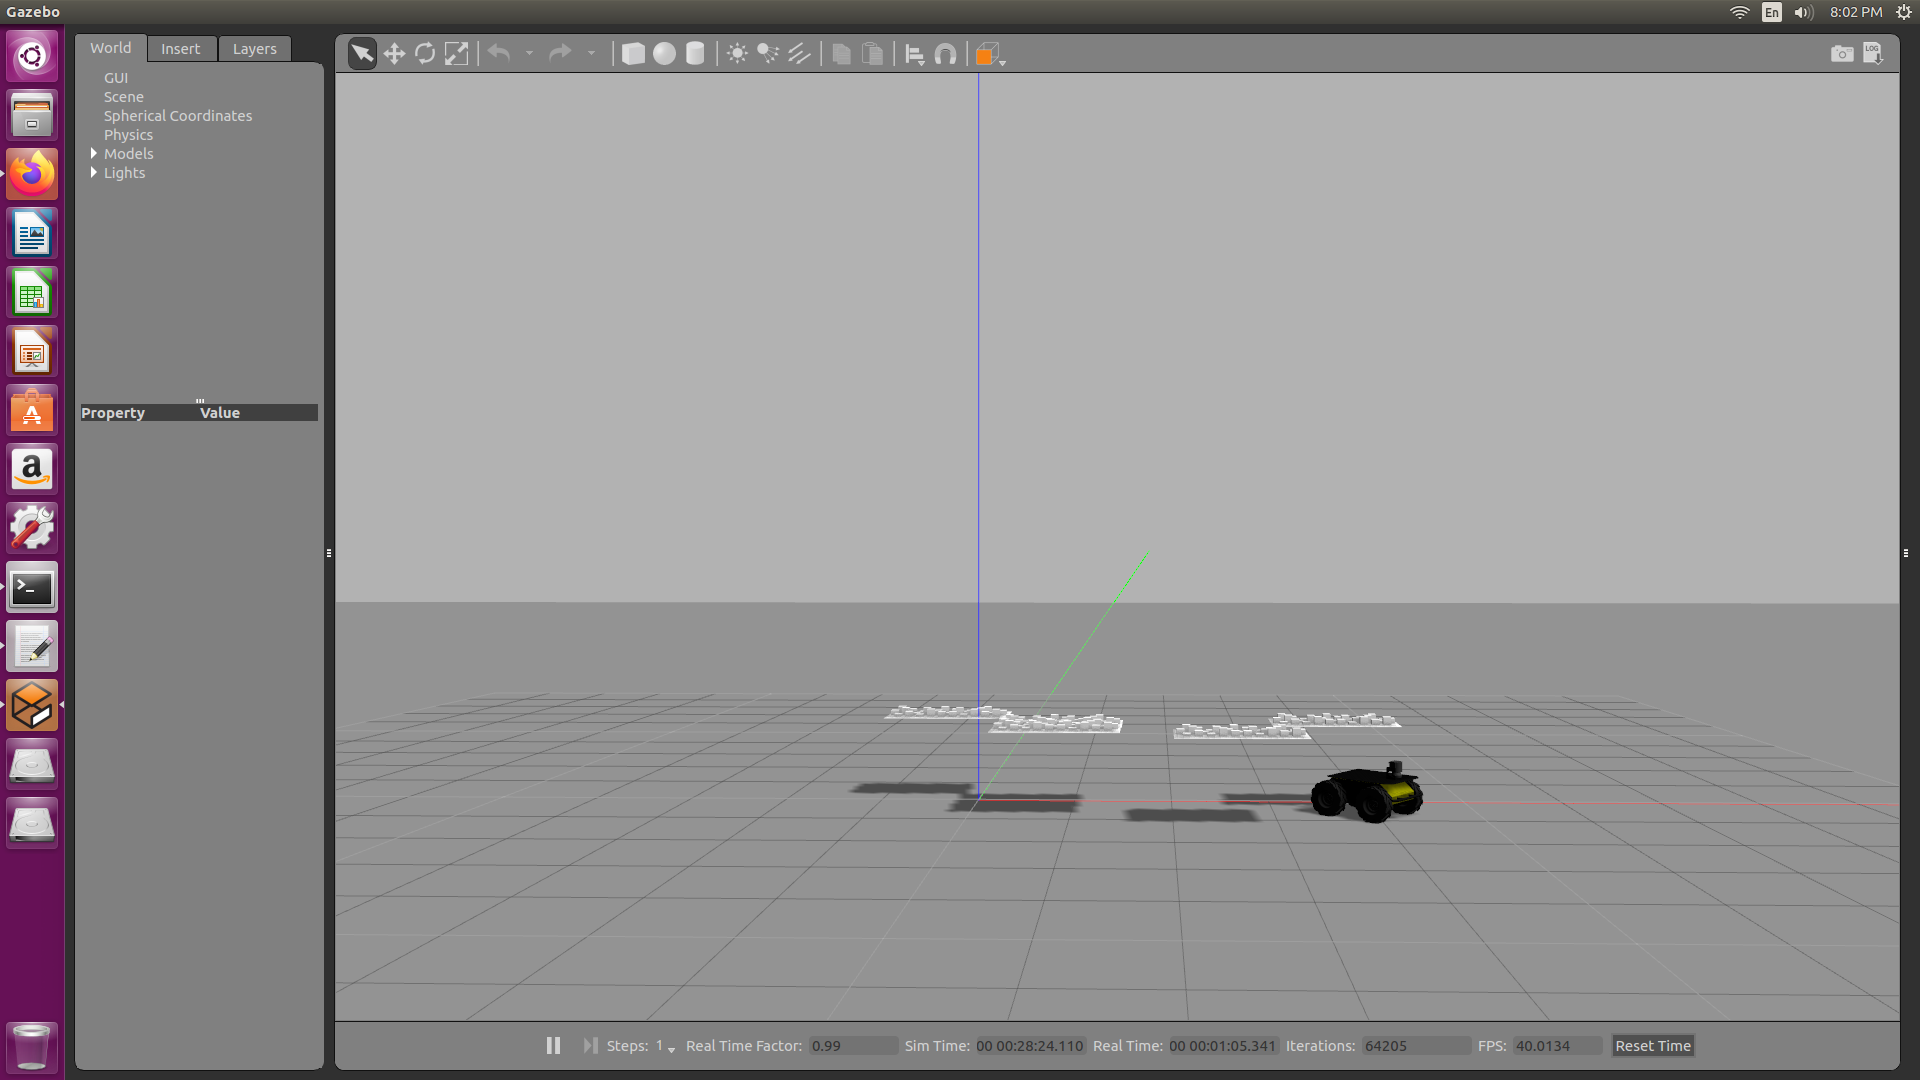 Gazebo
En
8:02 PM
World
Insert
Layers
LOG
GUI
Scene
Spherical Coordinates
Physics
Models
Lights
Property Value
Steps: 1 Real Time Factor: 0.99 Sim Time: 00 00:28:24.110 Real Time: 00 00:01:05.341 Iterations: 64205 FPS: 40.0134 Reset Time